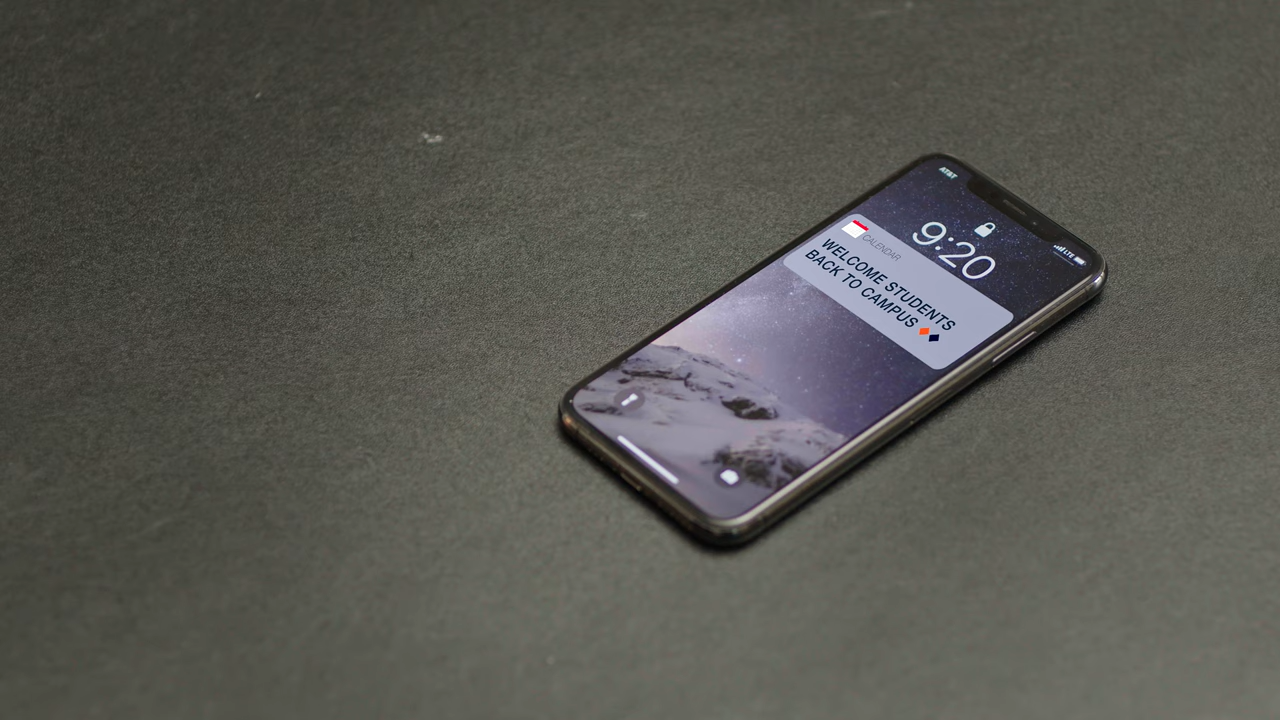 AT&T
LTE
9:20
CALENDAR
WELCOME STUDENTS
BACK TO CAMPUS